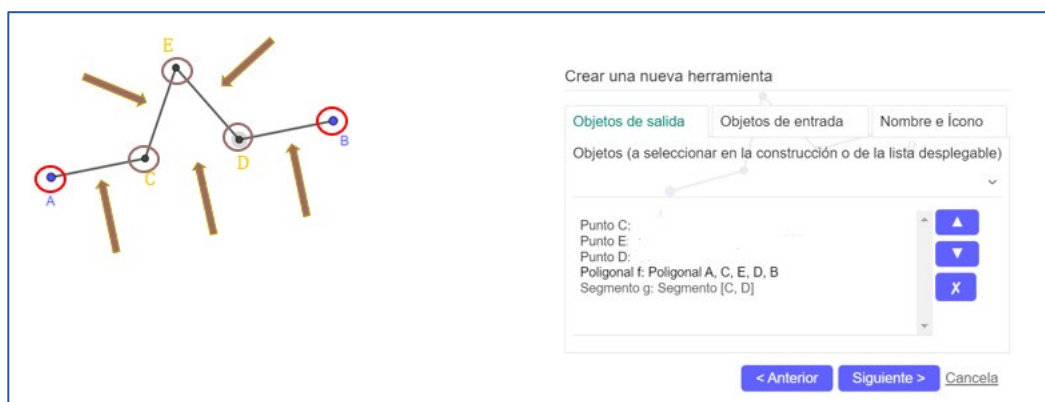 E
C
D
B
A
Crear una nueva herramienta
Objetos de salida Objetos de entrada Nombre e Ícono
Objetos (a seleccionar en la construcción o de la lista desplegable)
Punto C:
Punto E:
Punto D:
Poligonal f: Poligonal A, C, E, D, B
Segmento g: Segmento [C, D]
X
< Anterior Siguiente > Cancela